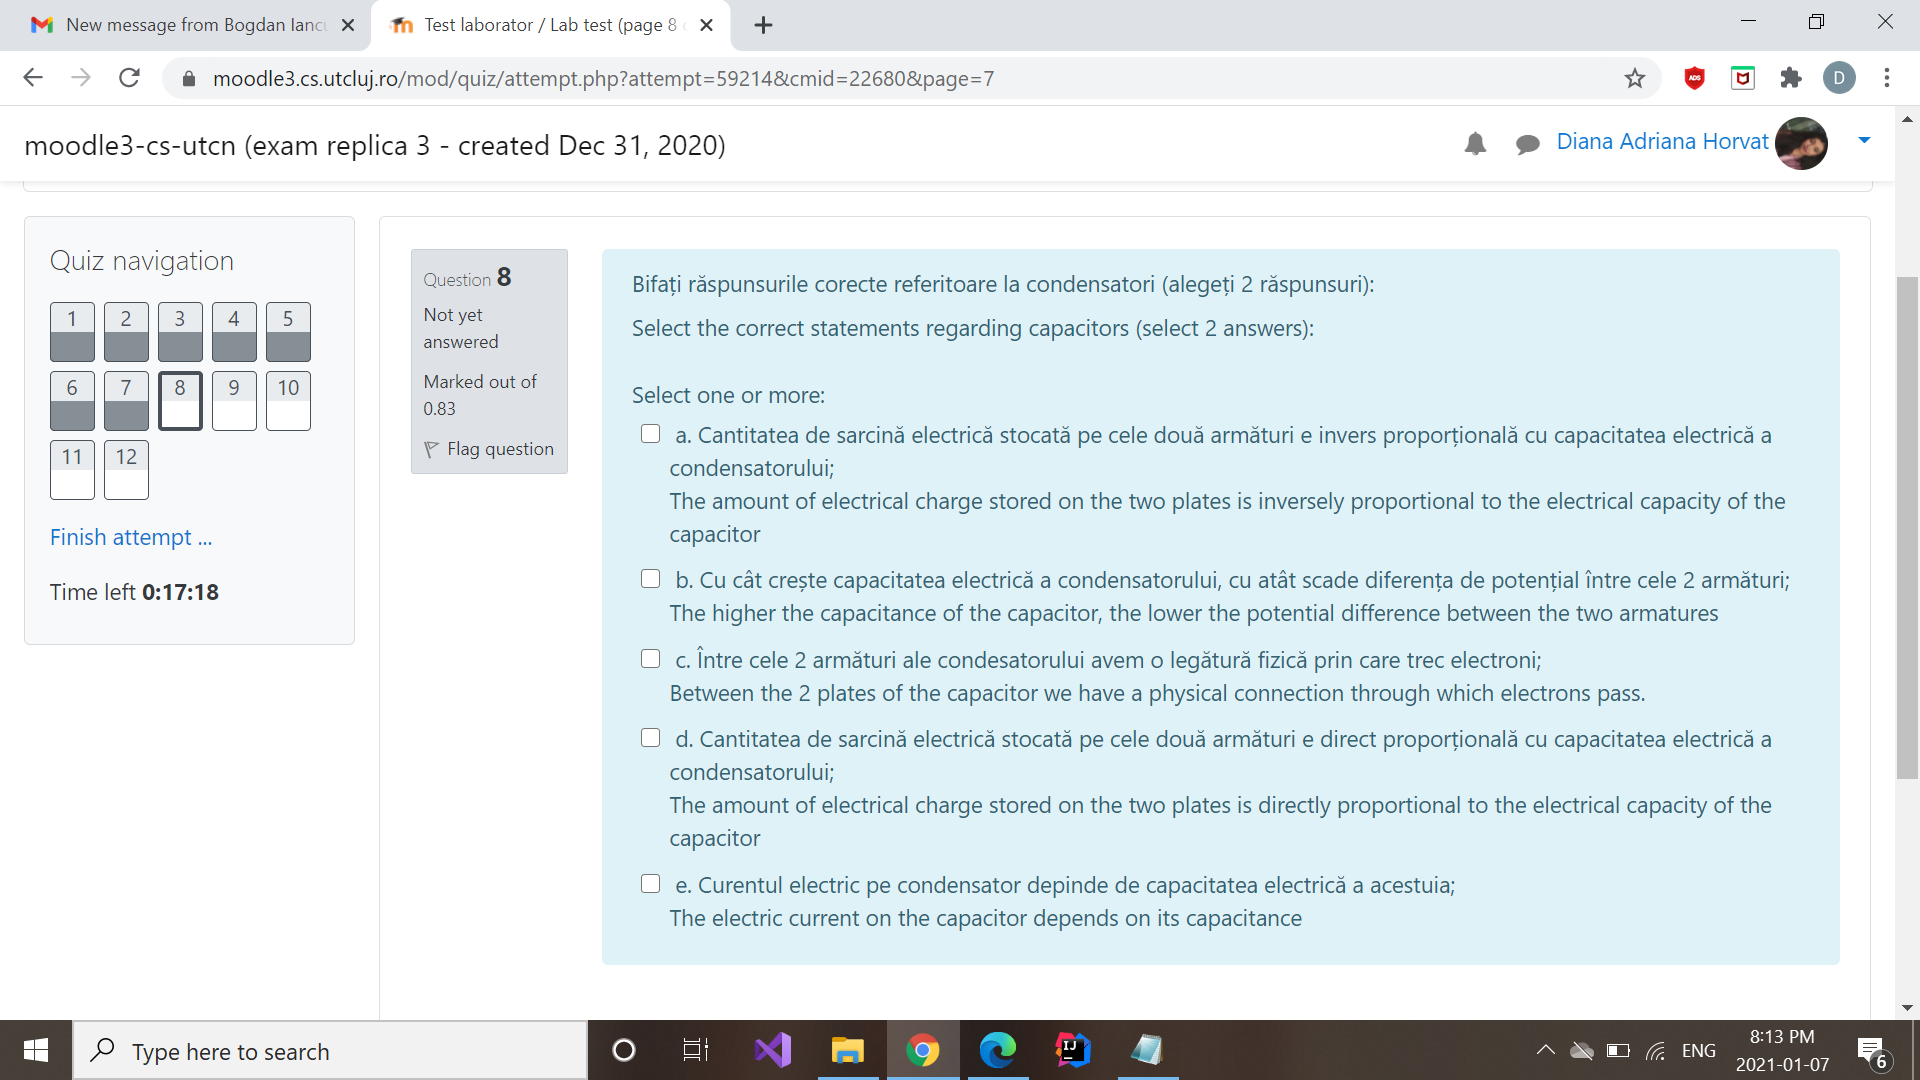 New message from Bogdan Iancu
Test laborator / Lab test (page 8
moodle3.cs.utcluj.ro/mod/quiz/attempt.php?attempt=59214&cmid=22680&page=7
ADS
D
moodle3-cs-utcn (exam replica 3 - created Dec 31, 2020)
Diana Adriana Horvat
Quiz navigation
1 2 3 4 5
6 7 8 9 10
11 12
Finish attempt ...
Time left 0:17:18
Question 8
Not yet
answered
Marked out of
0.83
Flag question
Bifați răspunsurile corecte referitoare la condensatori (alegeți 2 răspunsuri):
Select the correct statements regarding capacitors (select 2 answers):
Select one or more:
a. Cantitatea de sarcină electrică stocată pe cele două armături e invers proporțională cu capacitatea electrică a
condensatorului;
The amount of electrical charge stored on the two plates is inversely proportional to the electrical capacity of the
capacitor
b. Cu cât crește capacitatea electrică a condensatorului, cu atât scade diferența de potențial între cele 2 armături;
The higher the capacitance of the capacitor, the lower the potential difference between the two armatures
c. Între cele 2 armături ale condesatorului avem o legătură fizică prin care trec electroni;
Between the 2 plates of the capacitor we have a physical connection through which electrons pass.
d. Cantitatea de sarcină electrică stocată pe cele două armături e direct proporțională cu capacitatea electrică a
condensatorului;
The amount of electrical charge stored on the two plates is directly proportional to the electrical capacity of the
capacitor
e. Curentul electric pe condensator depinde de capacitatea electrică a acestuia;
The electric current on the capacitor depends on its capacitance
Type here to search
IJ
ENG
8:13 PM
2021-01-07
6